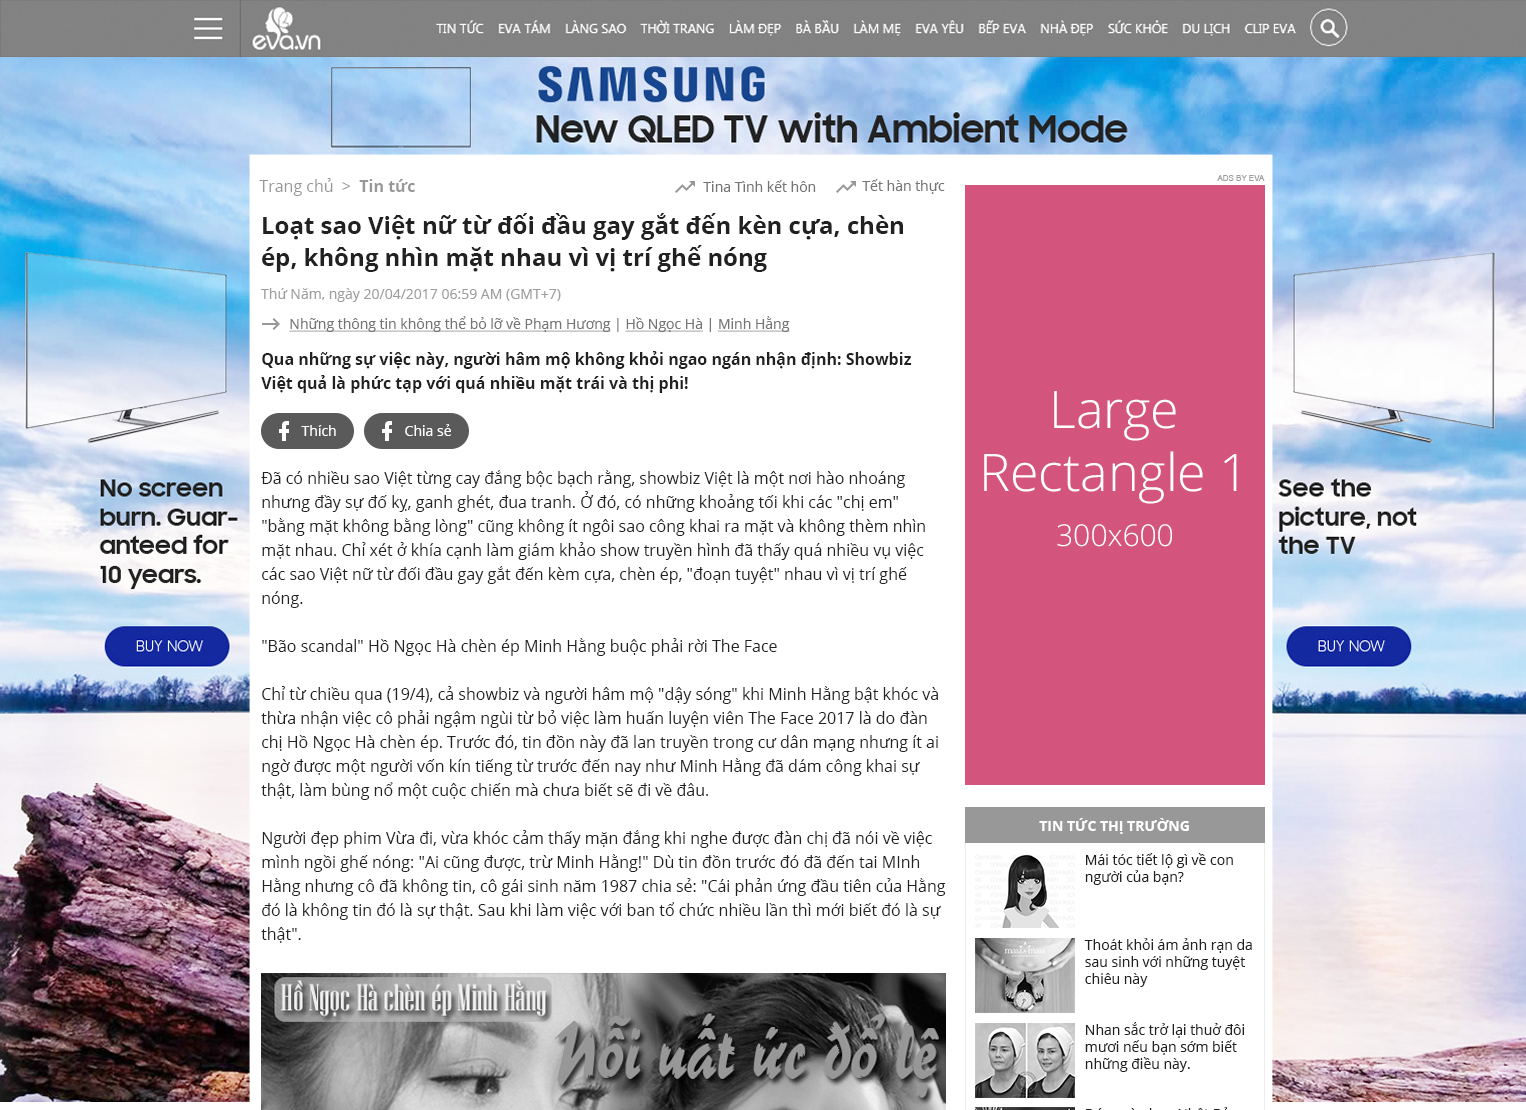 eva.vn
TIN TỨC EVA TÁM LÀNG SAO THỜI TRANG LÀM ĐẸP BÀ BẦU LÀM MẸ EVA YÊU BẾP EVA NHÀ ĐẸP SỨC KHỎE DU LỊCH CLIP EVA
SAMSUNG
New QLED TV with Ambient Mode
No screen
burn. Guar-
anteed for
10 years.
BUY NOW
Trang chủ > Tin tức
Tina Tình kết hôn Tết hàn thực
Loạt sao Việt nữ từ đối đầu gay gắt đến kèn cựa, chèn
ép, không nhìn mặt nhau vì vị trí ghế nóng
Thứ Năm, ngày 20/04/2017 06:59 AM (GMT+7)
Những thông tin không thể bỏ lỡ về Phạm Hương | Hồ Ngọc Hà | Minh Hằng
Qua những sự việc này, người hâm mộ không khỏi ngao ngán nhận định: Showbiz
Việt quả là phức tạp với quá nhiều mặt trái và thị phi!
Thích Chia sẻ
Đã có nhiều sao Việt từng cay đắng bộc bạch rằng, showbiz Việt là một nơi hào nhoáng
nhưng đầy sự đố kỵ, ganh ghét, đua tranh. Ở đó, có những khoảng tối khi các "chị em"
"bằng mặt không bằng lòng" cũng không ít ngôi sao công khai ra mặt và không thèm nhìn
mặt nhau. Chỉ xét ở khía cạnh làm giám khảo show truyền hình đã thấy quá nhiều vụ việc
các sao Việt nữ từ đối đầu gay gắt đến kèm cựa, chèn ép, "đoạn tuyệt" nhau vì vị trí ghế
nóng.
"Bão scandal" Hồ Ngọc Hà chèn ép Minh Hằng buộc phải rời The Face
Chỉ từ chiều qua (19/4), cả showbiz và người hâm mộ "dậy sóng" khi Minh Hằng bật khóc và
thừa nhận việc cô phải ngậm ngùi từ bỏ việc làm huấn luyện viên The Face 2017 là do đàn
chị Hồ Ngọc Hà chèn ép. Trước đó, tin đồn này đã lan truyền trong cư dân mạng nhưng ít ai
ngờ được một người vốn kín tiếng từ trước đến nay như Minh Hằng đã dám công khai sự
thật, làm bùng nổ một cuộc chiến mà chưa biết sẽ đi về đâu.
Người đẹp phim Vừa đi, vừa khóc cảm thấy mặn đắng khi nghe được đàn chị đã nói về việc
mình ngồi ghế nóng: "Ai cũng được, trừ Minh Hằng!" Dù tin đồn trước đó đã đến tai MInh
Hằng nhưng cô đã không tin, cô gái sinh năm 1987 chia sẻ: "Cái phản ứng đầu tiên của Hằng
đó là không tin đó là sự thật. Sau khi làm việc với ban tổ chức nhiều lần thì mới biết đó là sự
thật".
Hồ Ngọc Hà chèn ép Minh Hằng
Nỗi uất ức đổ lệ
ADS BY EVA
Large
Rectangle 1
300x600
TIN TỨC THỊ TRƯỜNG
Mái tóc tiết lộ gì về con
người của bạn?
Thoát khỏi ám ảnh rạn da
sau sinh với những tuyệt
chiêu này
Nhan sắc trở lại thuở đôi
mươi nếu bạn sớm biết
những điều này.
See the
picture, not
the TV
BUY NOW